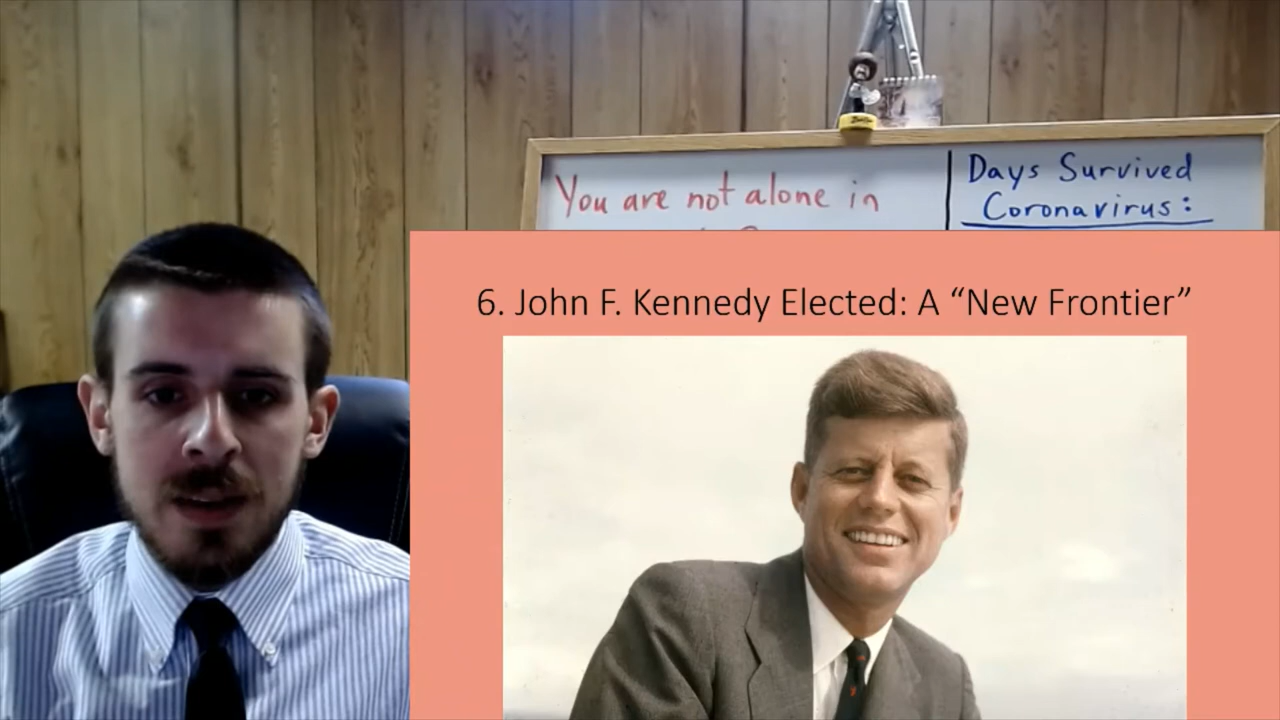 You are not alone in
Days Survived
Coronavirus:
6. John F. Kennedy Elected: A “New Frontier”